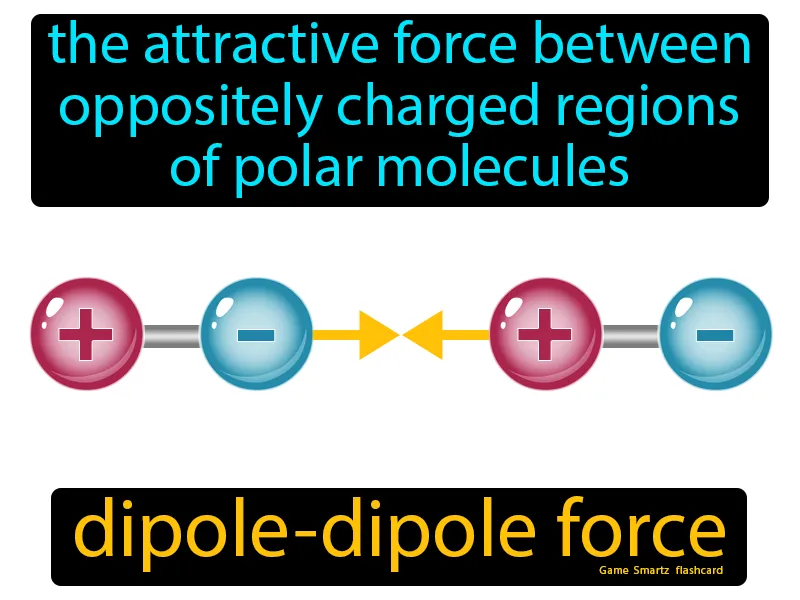 the attractive force between
oppositely charged regions
of polar molecules
+ - + -
dipole-dipole force
Game Smartz flashcard